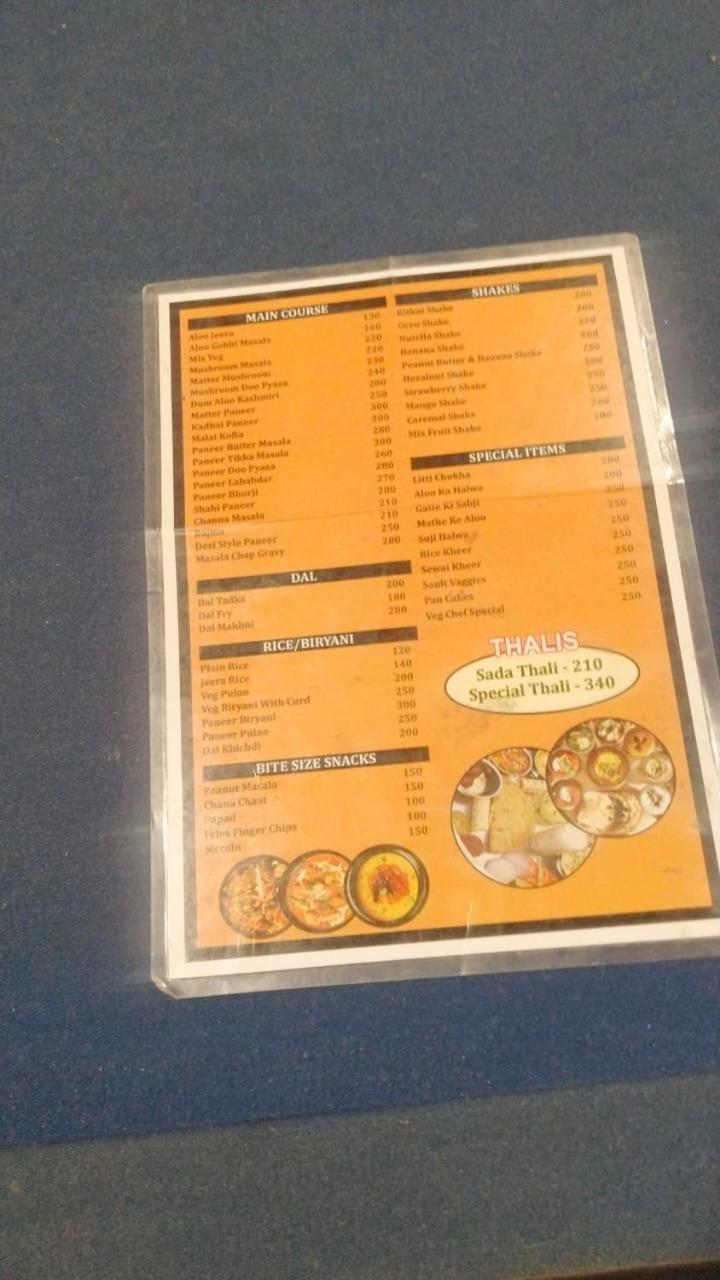 MAIN COURSE
Aloo Jeera 130
Aloo Gobhi Masala 160
Mix Veg 220
Mushroom Masala 220
Matter Mushroom 230
Mushroom Doo Pyaza 240
Dum Aloo Kashmiri 200
Matter Paneer 250
Kadhai Paneer 300
Malai Kofta 300
Paneer Butter Masala 280
Paneer Tikka Masala 300
Paneer Doo Pyaza 260
Paneer Lababdar 280
Paneer Bhurji 270
Shahi Paneer 280
Channa Masala 210
Rajma 210
Desi Style Paneer 250
Masala Chap Gravy 280
DAL
Dal Tadka 200
Dal Fry 180
Dal Makhni 280
RICE/BIRYANI
Plain Rice 120
Jeera Rice 140
Veg Pulao 200
Veg Biryani With Curd 250
Paneer Biryani 300
Paneer Pulao 250
Dal Khichdi 200
BITE SIZE SNACKS
Peanut Masala 150
Chana Chaat 150
Papad 100
Fries Finger Chips 100
Mccain 150
SHAKES
Kitkat Shake 200
Oreo Shake 200
Nutella Shake 200
Banana Shake 200
Peanut Butter & Banana Shake 250
Hezalnut Shake 200
Strawberry Shake 250
Mango Shake 250
Caremal Shake 200
Mix Fruit Shake
SPECIAL ITEMS
Litti Chokha 200
Aloo Ka Halwa 200
Gatte Ki Sabji 250
Mathe Ke Aloo 250
Suji Halwa 250
Rice Kheer 250
Sewai Kheer 250
Sault Vaggies 250
Pan Cakes 250
Veg Chef Special 250
THALIS
Sada Thali - 210
Special Thali - 340